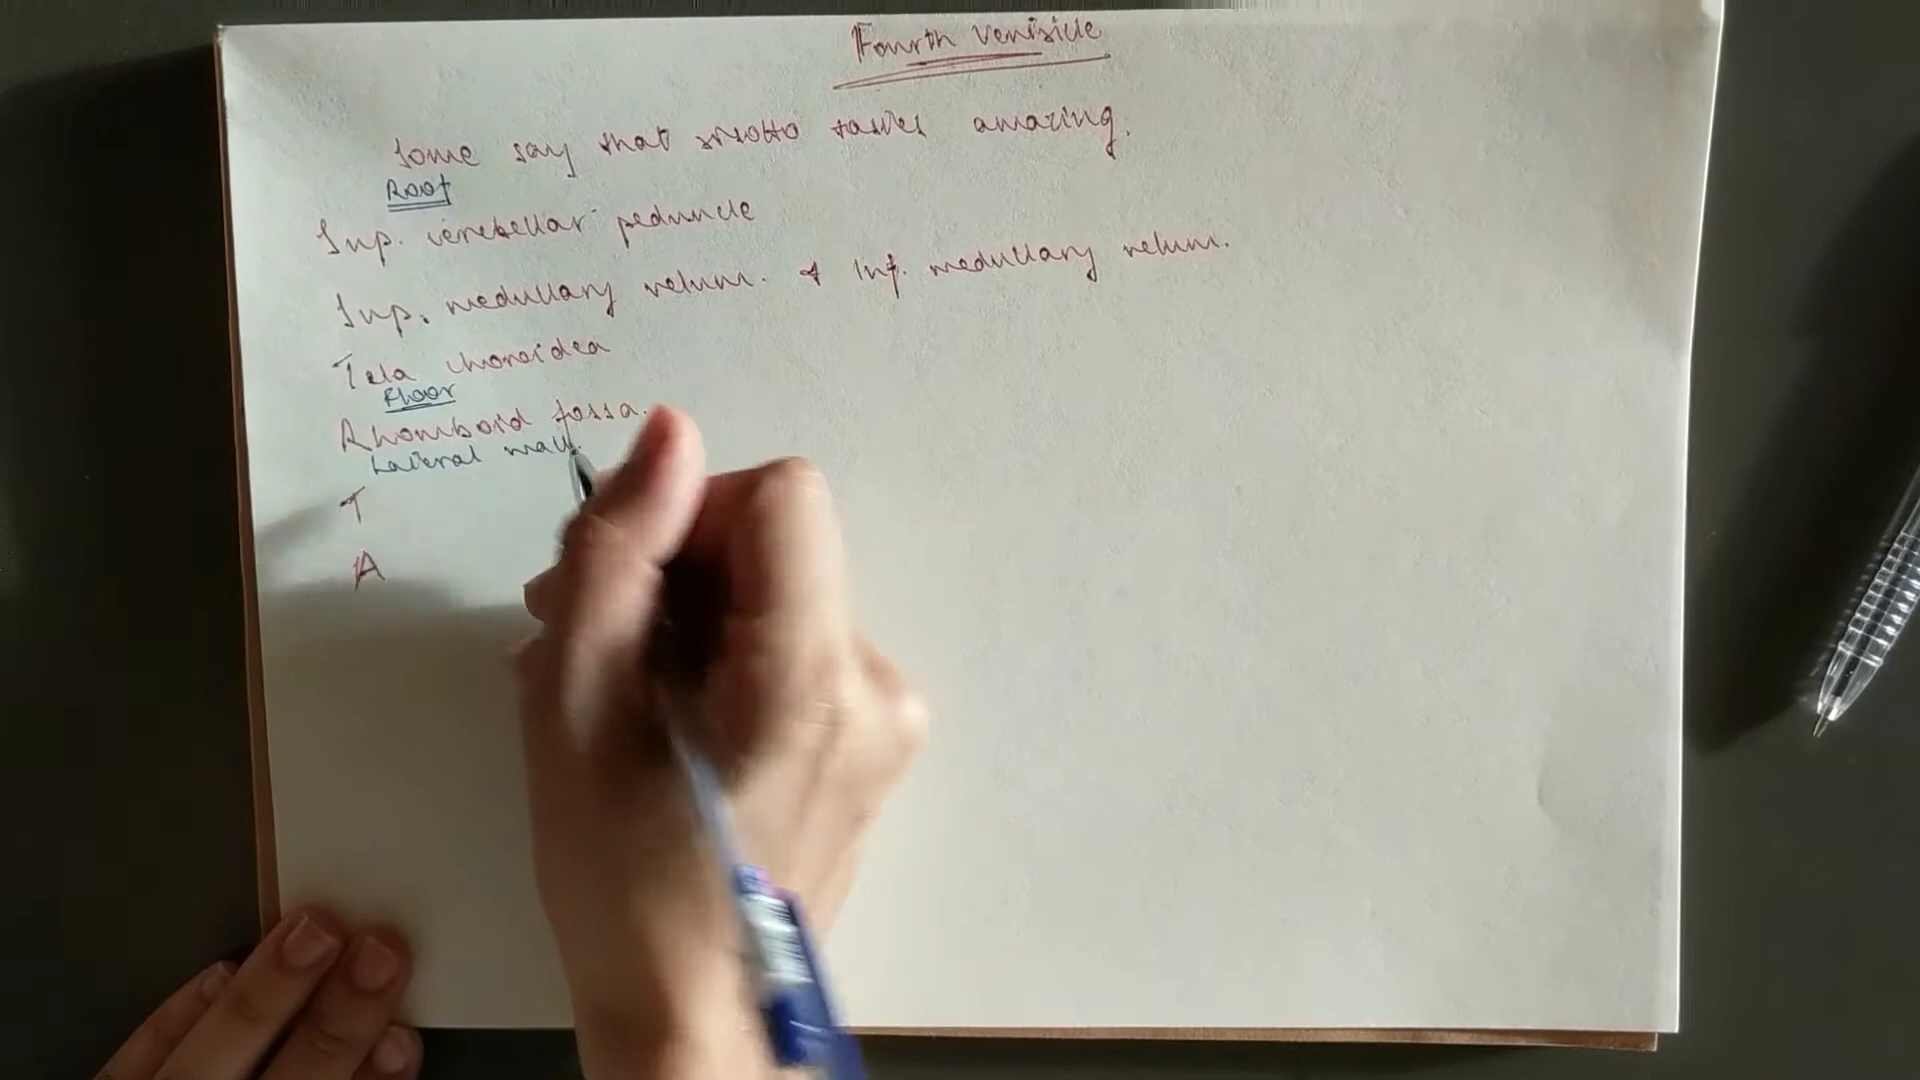 Fourth Ventricle
Some say that risotto tastes amazing.
Roof
Sup. cerebellar peduncle
Sup. medullary velum. & Inf. medullary velum.
Tela choroidea
Floor
Rhomboid fossa.
Lateral wall.
T
A